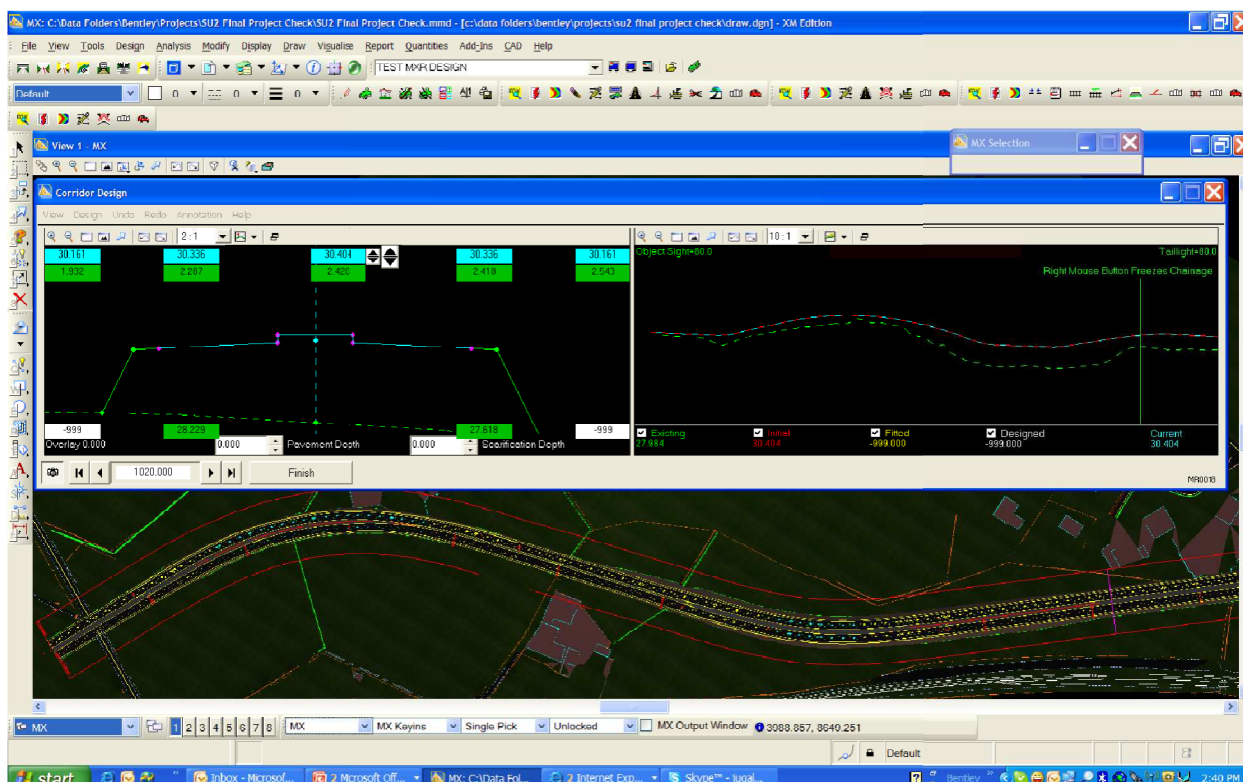 MX: C:\Data Folders\Bentley\Projects\SU2 Final Project Check\SU2 Final Project Check.mmd - [c:\data folders\bentley\projects\su2 final project check\draw.dgn] - XM Edition
File View Tools Design Analysis Modify Display Draw Visualise Report Quantities Add-Ins CAD Help
TEST MXR DESIGN
Default 0 0 0
View 1 - MX
MX Selection
Corridor Design
View Design Undo Redo Annotation Help
2:1 10:1
30.161 30.336 30.404 30.336 30.161
Object Sight=80.0 Taillight=80.0
1.932 2.287 2.420 2.418 2.543
Right Mouse Button Freezes Chainage
-999 28.229 27.618 -999
Overlay 0.000 0.000 Pavement Depth 0.000 Scarification Depth
Existing Initial Fitted Designed Current
27.984 30.404 -999.000 -999.000 30.404
1020.000 Finish
MR0018
MX 1 2 3 4 5 6 7 8 MX MX Keyins Single Pick Unlocked MX Output Window 3088.857, 8649.251
Default
start Inbox - Microsof... 2 Microsoft Off... MX: C:\Data Fol... 2 Internet Exp... Skype™ - jugal... Bentley 2:40 PM